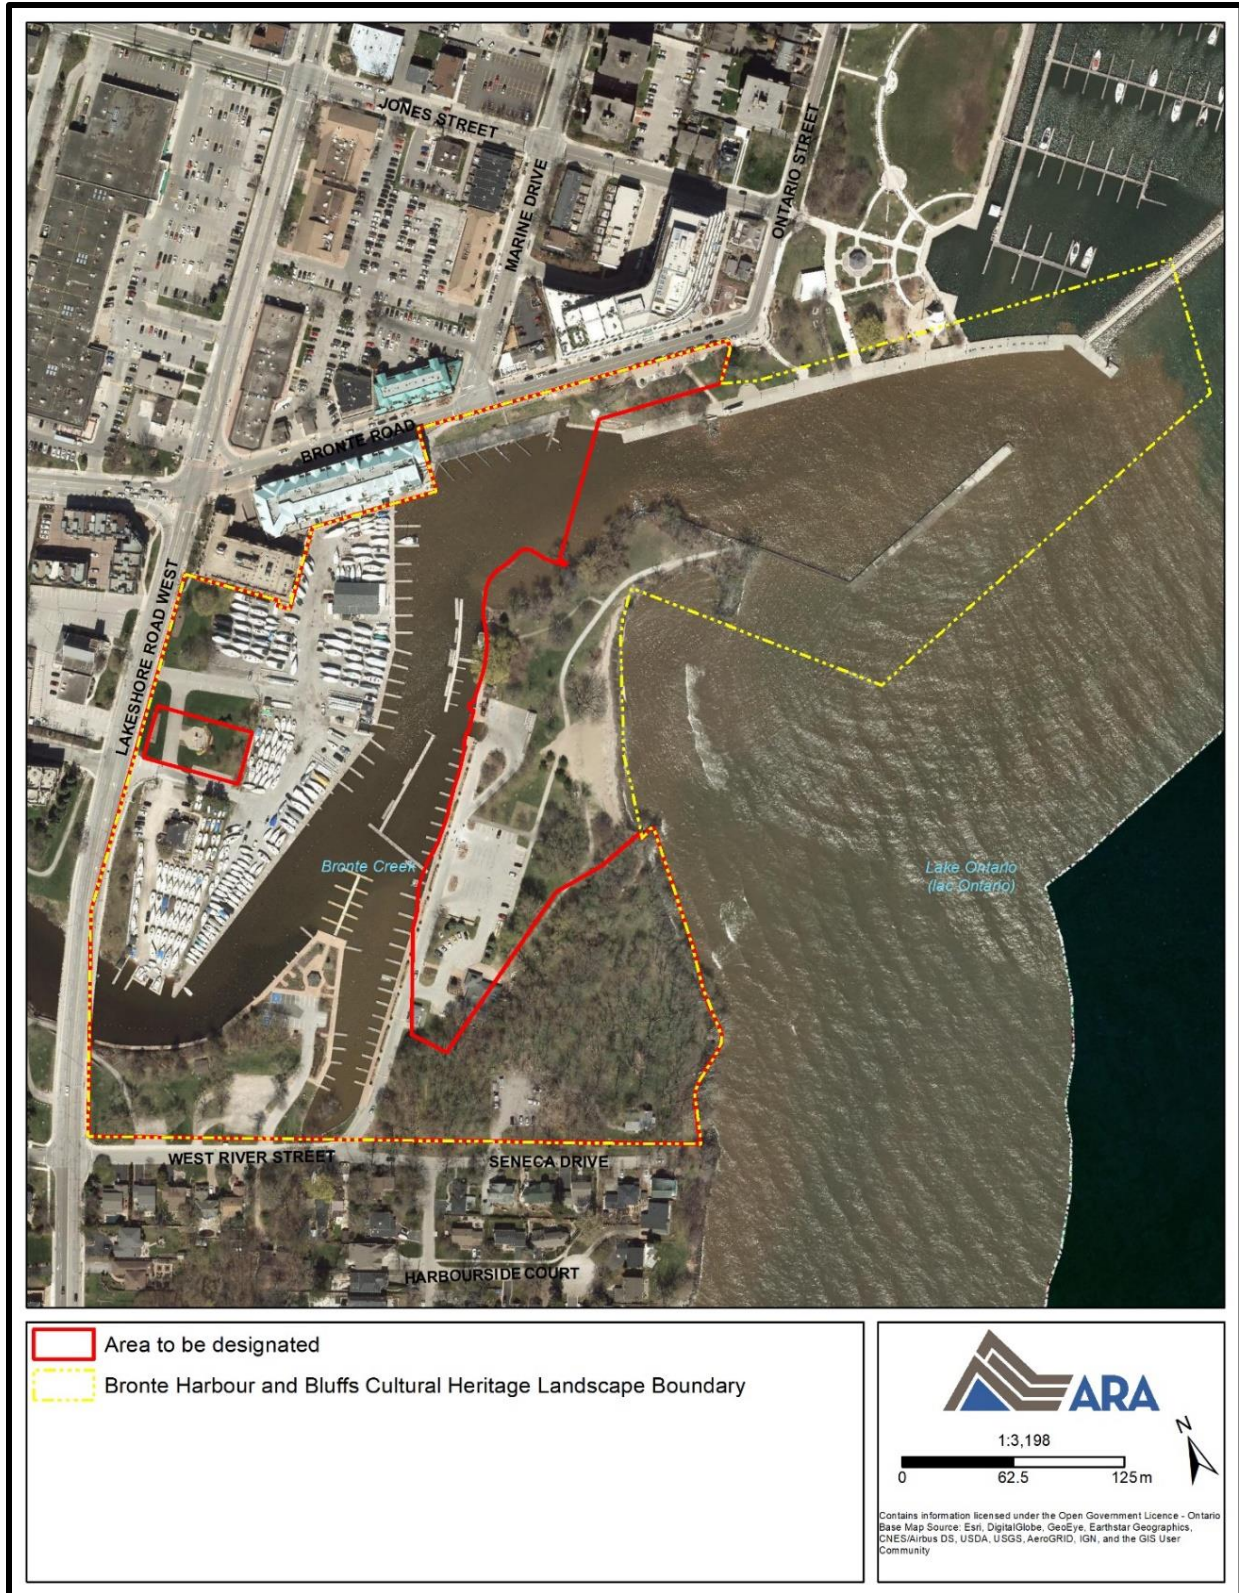 JONES STREET
ONTARIO STREET
MARINE DRIVE
BRONTE ROAD
LAKESHORE ROAD WEST
Bronte Creek
Lake Ontario
(lac Ontario)
WEST RIVER STREET
SENECA DRIVE
HARBOURSIDE COURT
Area to be designated
Bronte Harbour and Bluffs Cultural Heritage Landscape Boundary
ARA
N
1:3,198
0 62.5 125 m
Contains information licensed under the Open Government Licence - Ontario
Base Map Source: Esri, DigitalGlobe, GeoEye, Earthstar Geographics,
CNES/Airbus DS, USDA, USGS, AeroGRID, IGN, and the GIS User
Community